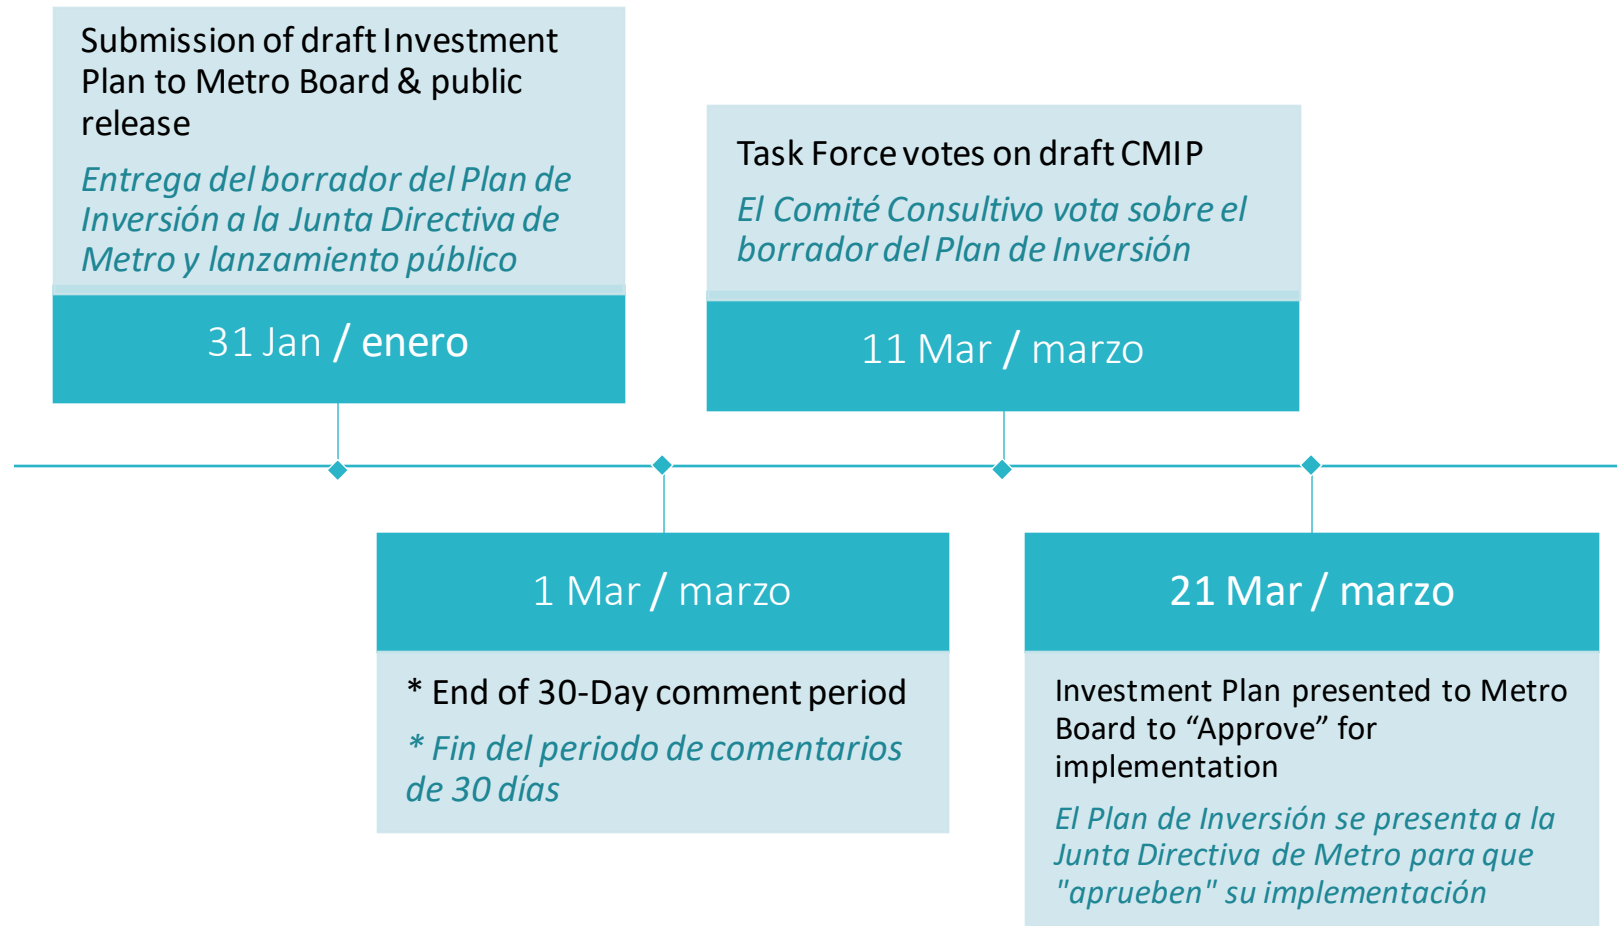 Submission of draft Investment
Plan to Metro Board & public
release
Entrega del borrador del Plan de
Inversión a la Junta Directiva de
Metro y lanzamiento público
31 Jan / enero
Task Force votes on draft CMIP
El Comité Consultivo vota sobre el
borrador del Plan de Inversión
11 Mar / marzo
1 Mar / marzo
* End of 30-Day comment period
* Fin del periodo de comentarios
de 30 días
21 Mar / marzo
Investment Plan presented to Metro
Board to “Approve” for
implementation
El Plan de Inversión se presenta a la
Junta Directiva de Metro para que
"aprueben" su implementación